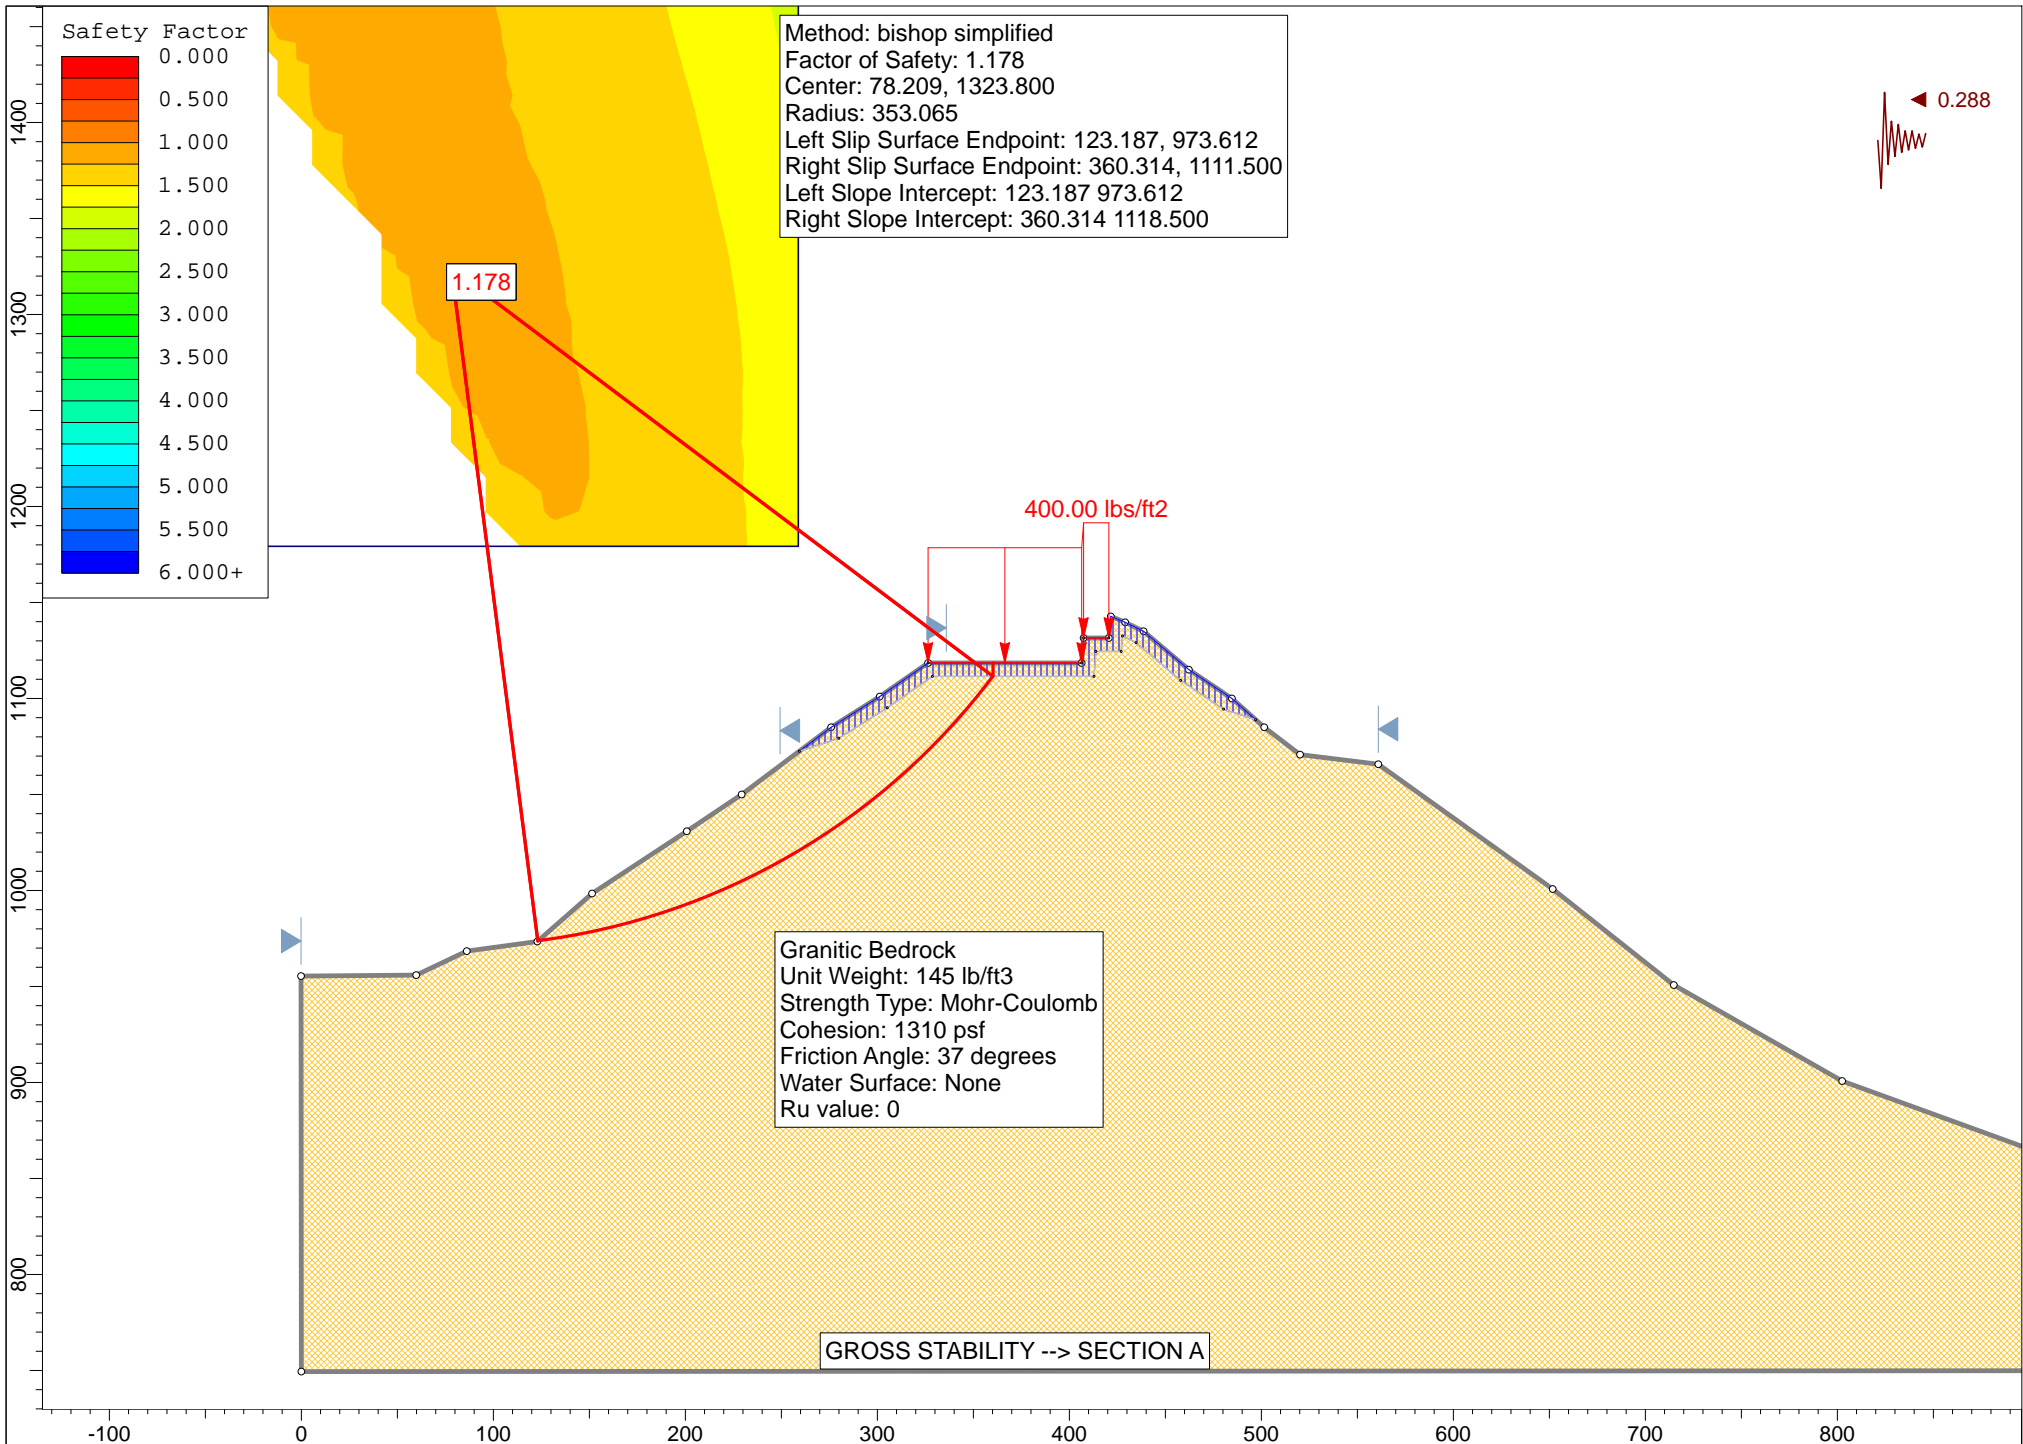 Safety Factor
0.000
0.500
1.000
1.500
2.000
2.500
3.000
3.500
4.000
4.500
5.000
5.500
6.000+
Method: bishop simplified
Factor of Safety: 1.178
Center: 78.209, 1323.800
Radius: 353.065
Left Slip Surface Endpoint: 123.187, 973.612
Right Slip Surface Endpoint: 360.314, 1111.500
Left Slope Intercept: 123.187 973.612
Right Slope Intercept: 360.314 1118.500
0.288
1.178
400.00 lbs/ft2
Granitic Bedrock
Unit Weight: 145 lb/ft3
Strength Type: Mohr-Coulomb
Cohesion: 1310 psf
Friction Angle: 37 degrees
Water Surface: None
Ru value: 0
GROSS STABILITY --> SECTION A
1400
1300
1200
1100
1000
900
800
-100
0
100
200
300
400
500
600
700
800